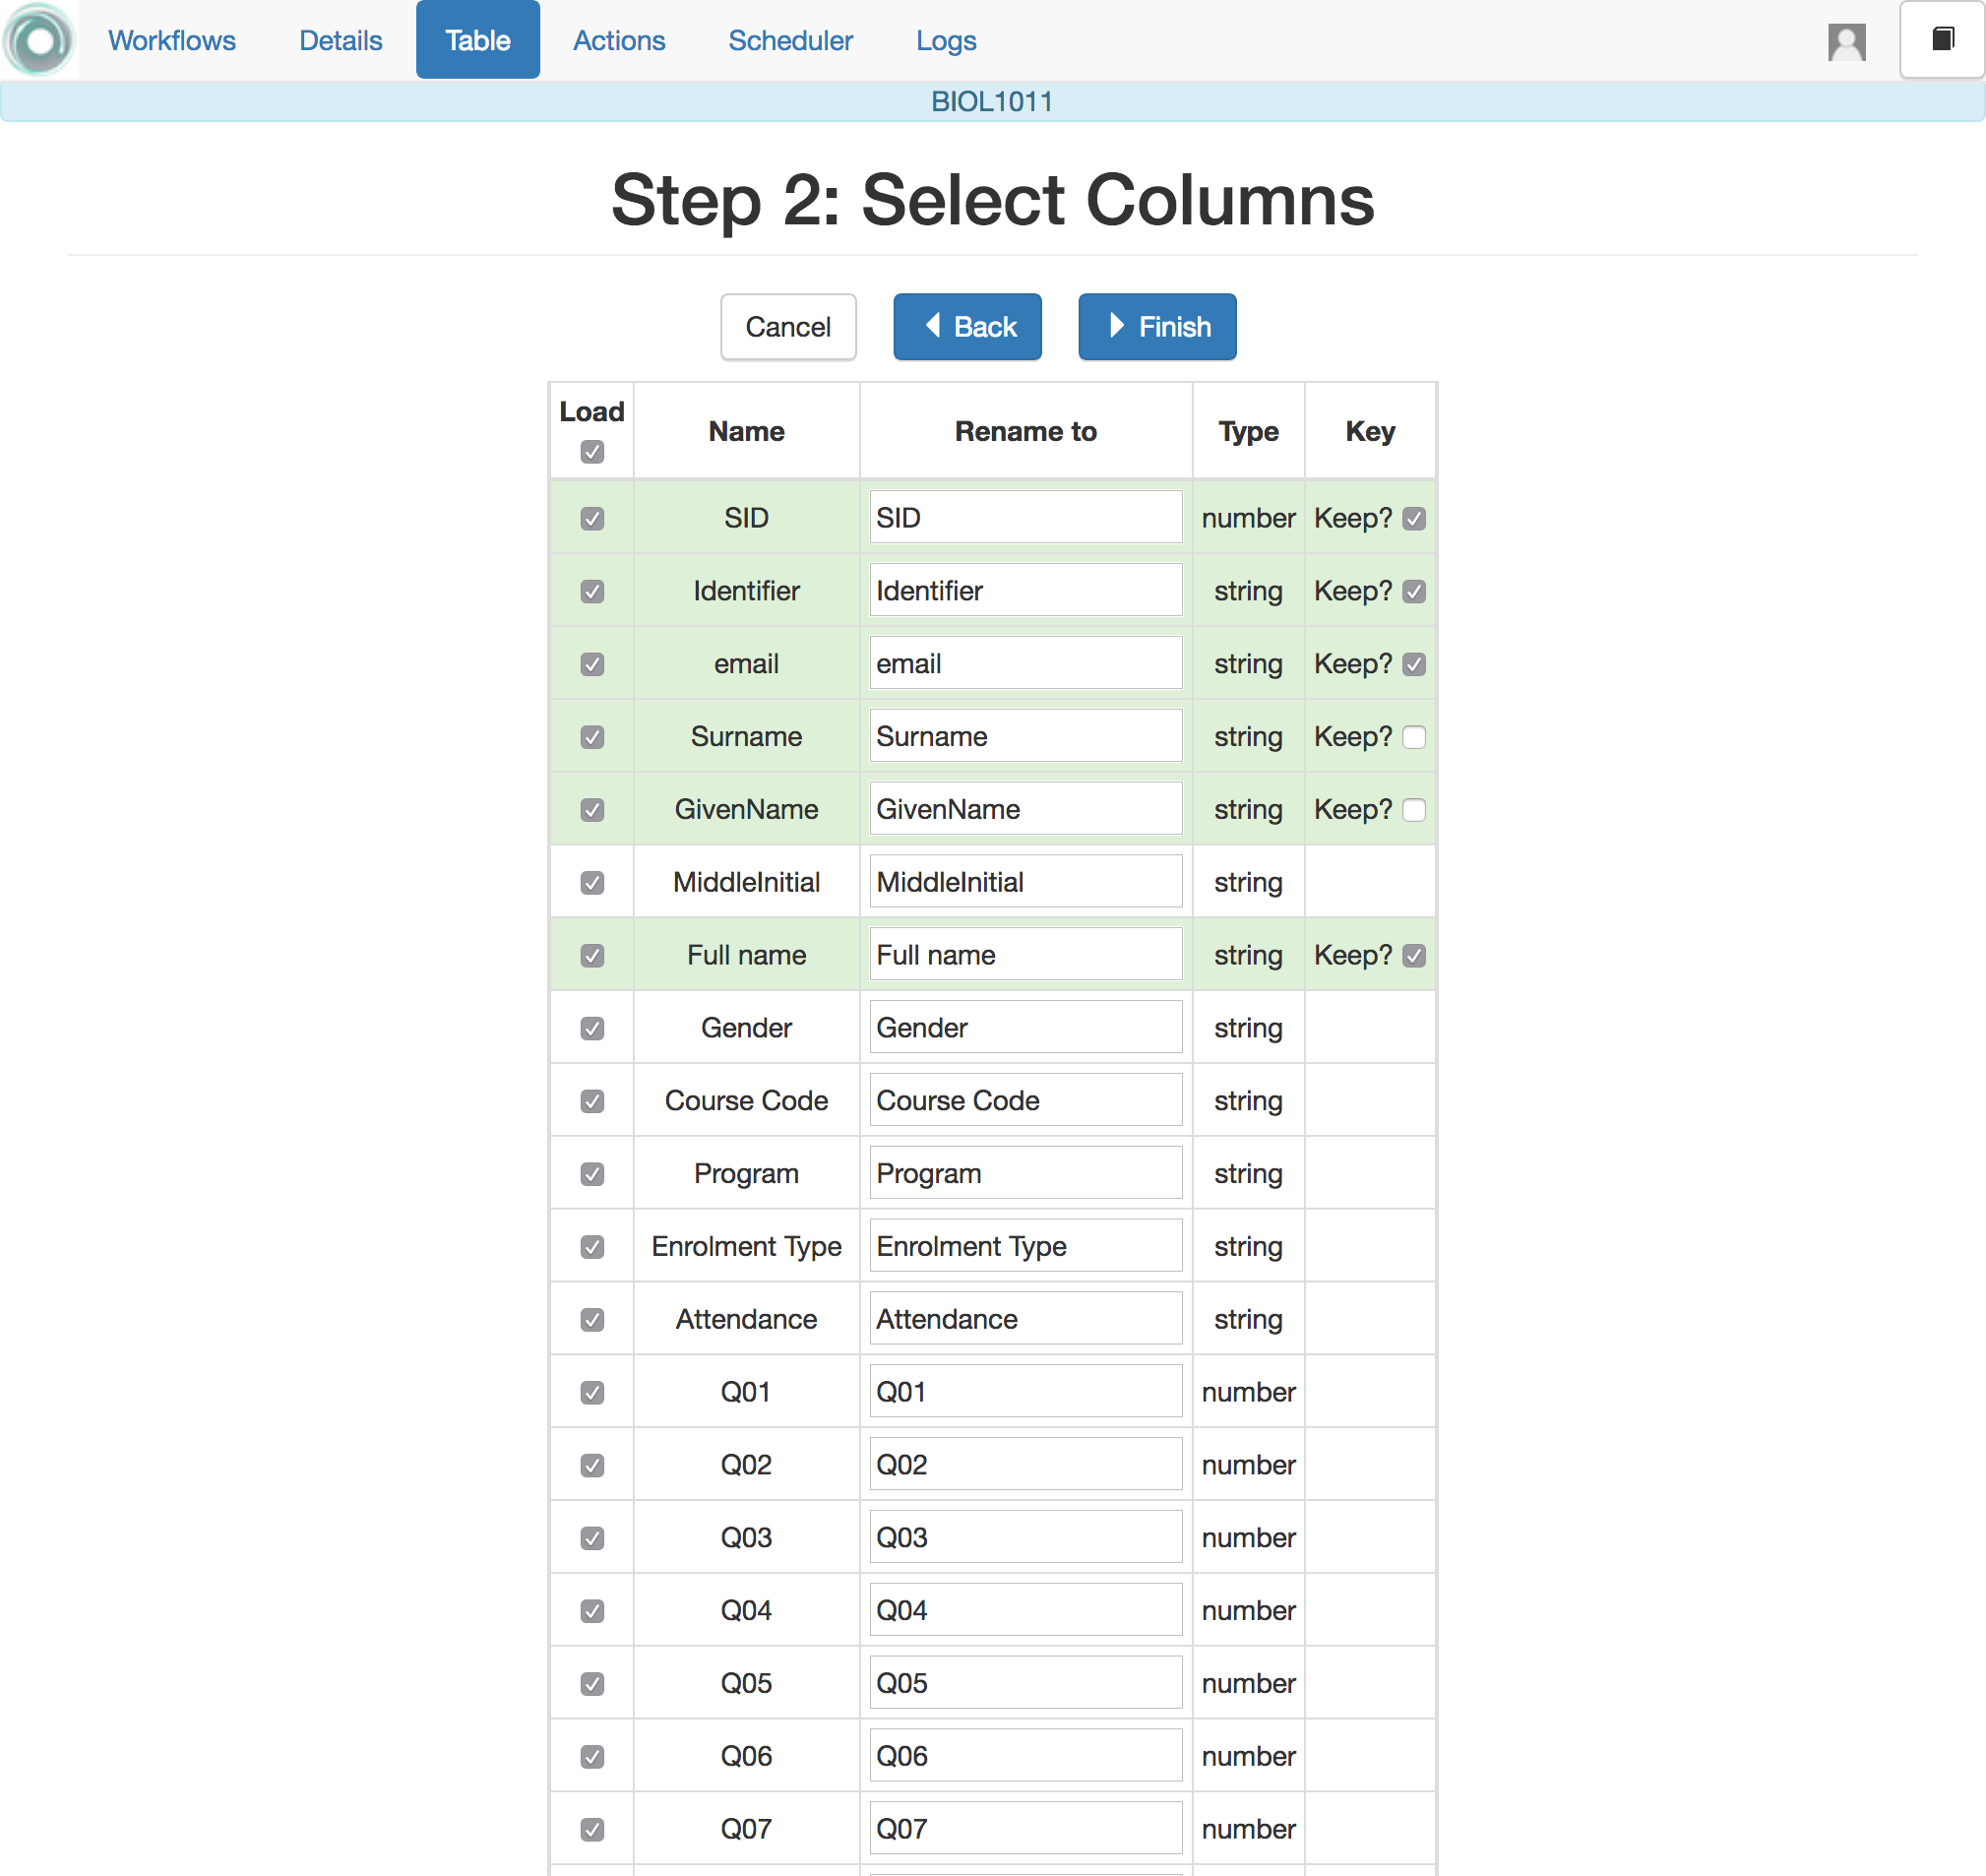 Workflows Details Table Actions Scheduler Logs
BIOL1011
Step 2: Select Columns
Cancel Back Finish
Load Name Rename to Type Key
SID SID number Keep?
Identifier Identifier string Keep?
email email string Keep?
Surname Surname string Keep?
GivenName GivenName string Keep?
MiddleInitial MiddleInitial string
Full name Full name string Keep?
Gender Gender string
Course Code Course Code string
Program Program string
Enrolment Type Enrolment Type string
Attendance Attendance string
Q01 Q01 number
Q02 Q02 number
Q03 Q03 number
Q04 Q04 number
Q05 Q05 number
Q06 Q06 number
Q07 Q07 number